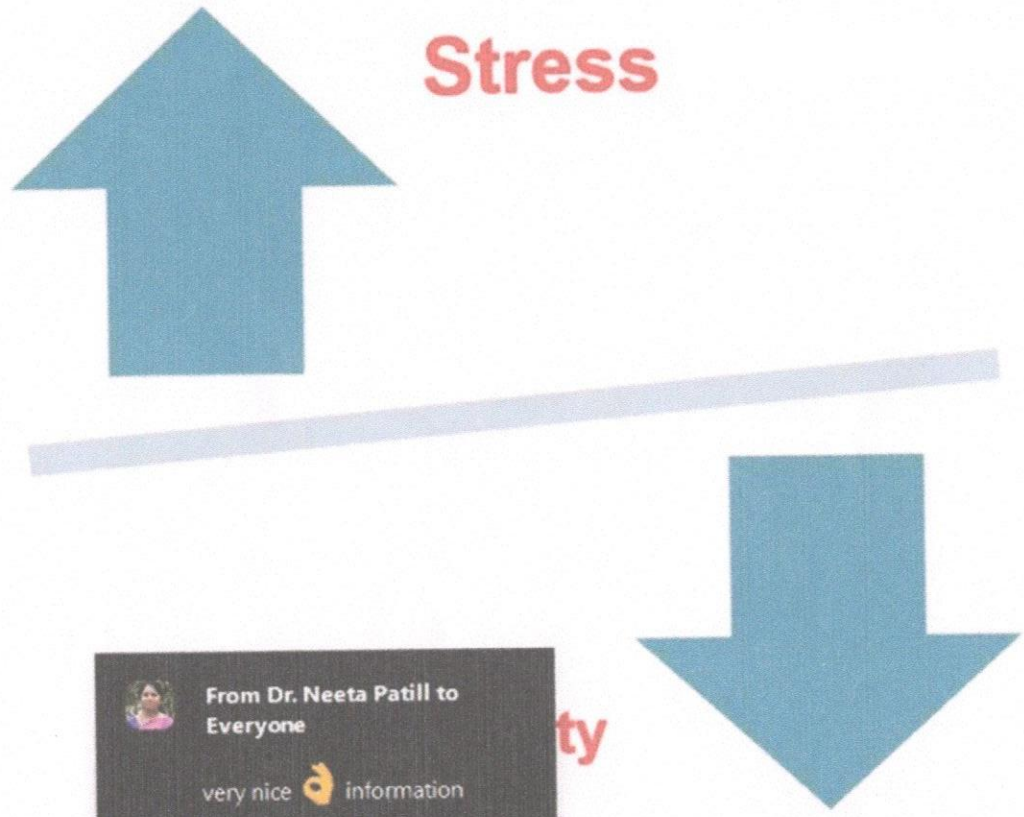 Stress
From Dr. Neeta Patill to
Everyone
ty
very nice 👌 information